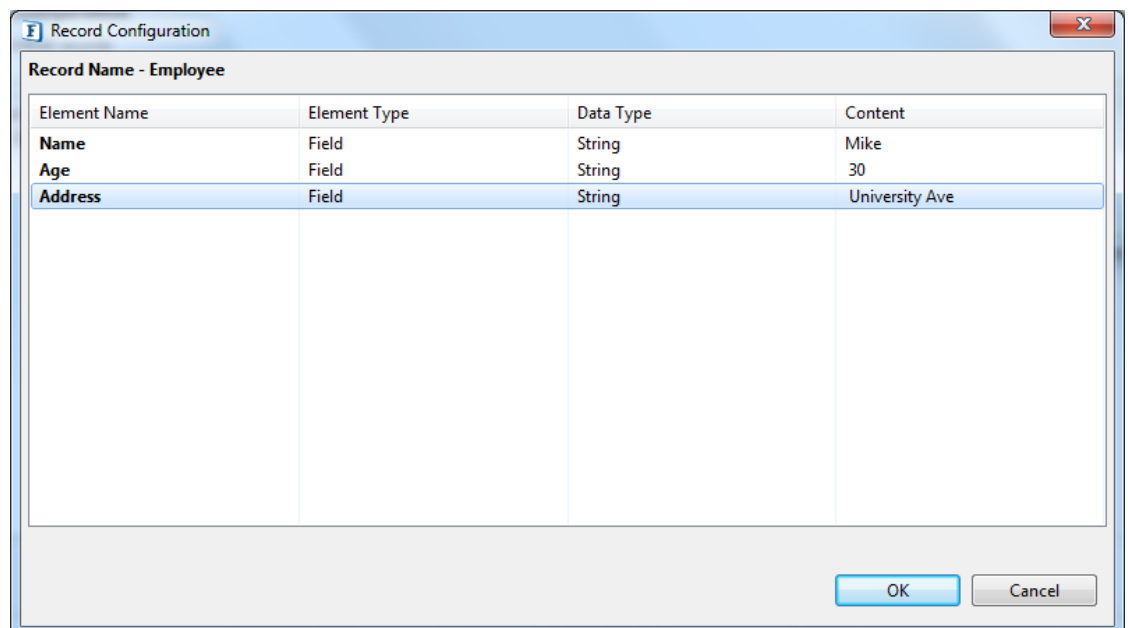 Record Configuration
Record Name - Employee
Element Name Element Type Data Type Content
Name Field String Mike
Age Field String 30
Address Field String University Ave
OK Cancel